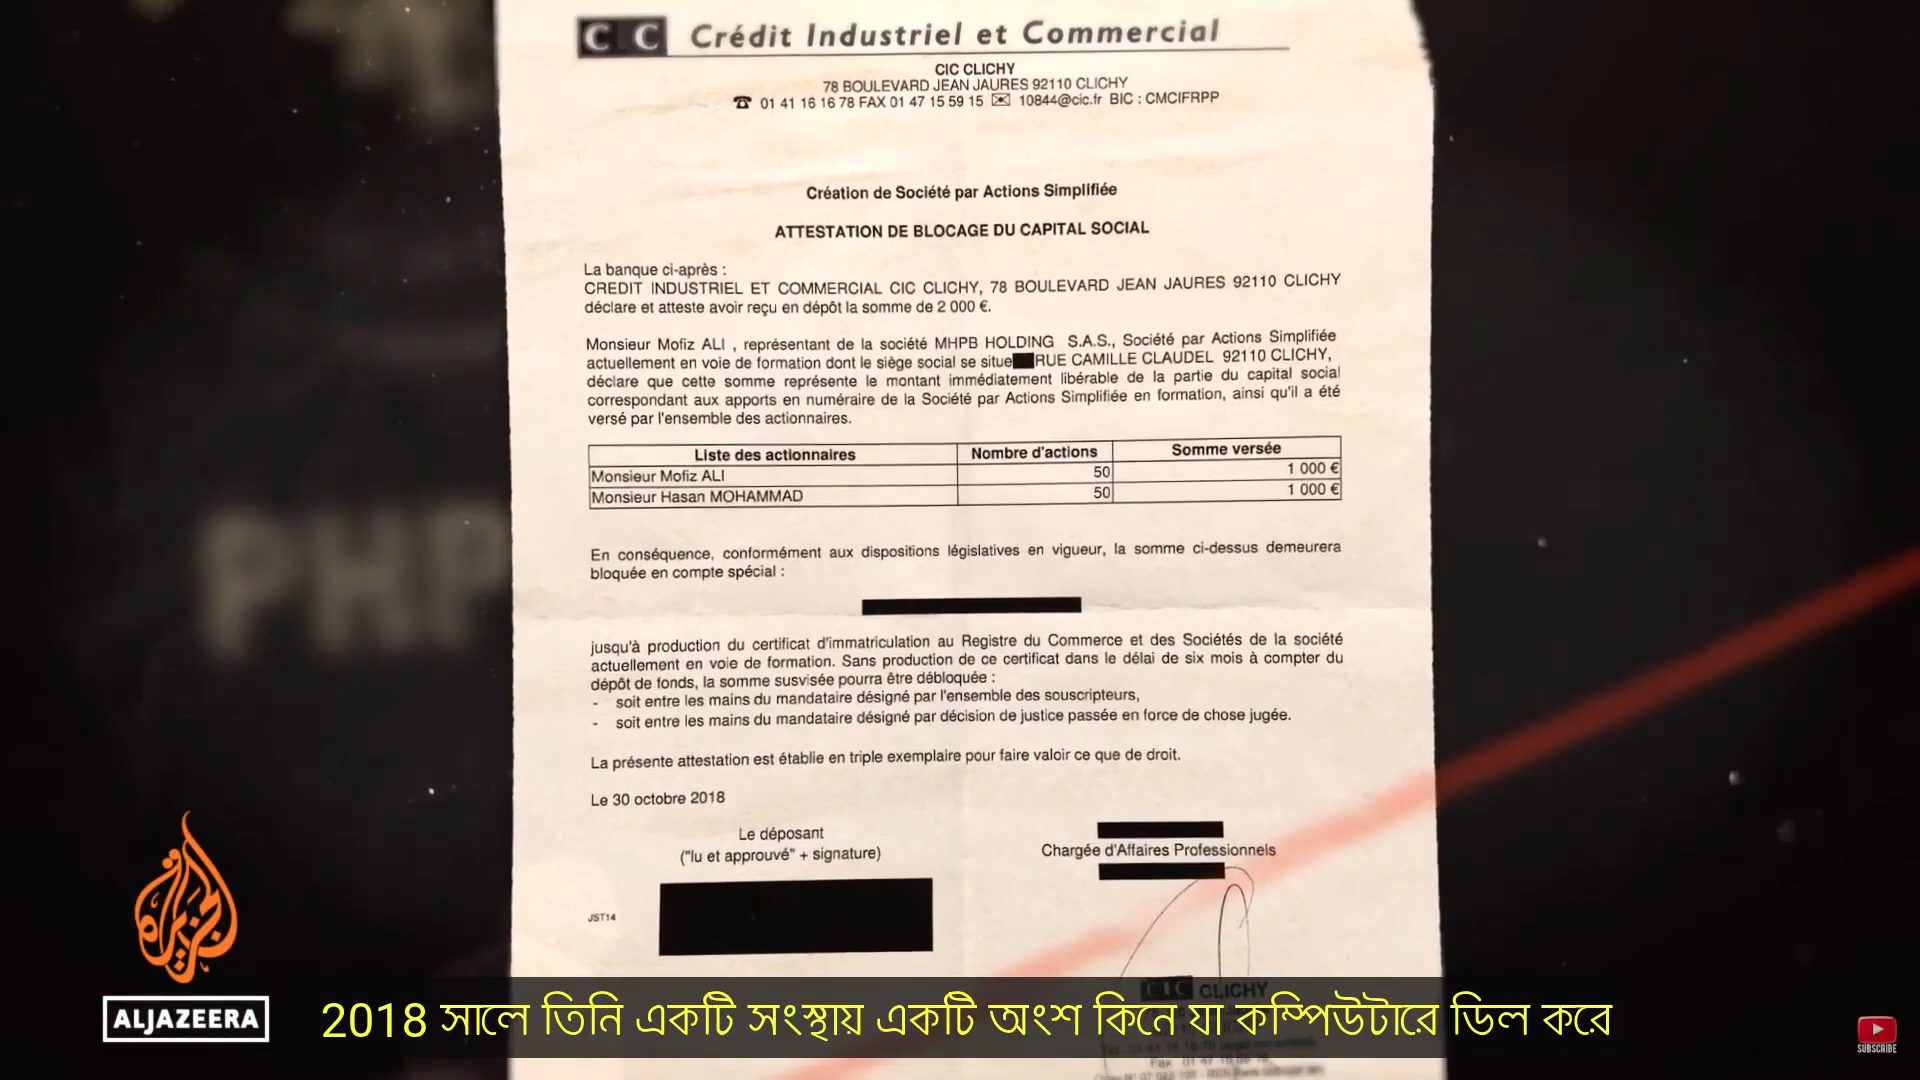 CIC Crédit Industriel et Commercial
CIC CLICHY
78 BOULEVARD JEAN JAURES 92110 CLICHY
☎ 01 41 16 16 78 FAX 01 47 15 59 15 ✉ 10844@cic.fr BIC : CMCIFRPP
Création de Société par Actions Simplifiée
ATTESTATION DE BLOCAGE DU CAPITAL SOCIAL
La banque ci-après :
CREDIT INDUSTRIEL ET COMMERCIAL CIC CLICHY, 78 BOULEVARD JEAN JAURES 92110 CLICHY
déclare et atteste avoir reçu en dépôt la somme de 2 000 €.
Monsieur Mofiz ALI , représentant de la société MHPB HOLDING S.A.S., Société par Actions Simplifiée
actuellement en voie de formation dont le siège social se situe RUE CAMILLE CLAUDEL 92110 CLICHY,
déclare que cette somme représente le montant immédiatement libérable de la partie du capital social
correspondant aux apports en numéraire de la Société par Actions Simplifiée en formation, ainsi qu'il a été
versé par l'ensemble des actionnaires.
Liste des actionnaires Nombre d'actions Somme versée
Monsieur Mofiz ALI 50 1 000 €
Monsieur Hasan MOHAMMAD 50 1 000 €
En conséquence, conformément aux dispositions législatives en vigueur, la somme ci-dessus demeurera
bloquée en compte spécial :
PHP
jusqu'à production du certificat d'immatriculation au Registre du Commerce et des Sociétés de la société
actuellement en voie de formation. Sans production de ce certificat dans le délai de six mois à compter du
dépôt de fonds, la somme susvisée pourra être débloquée :
- soit entre les mains du mandataire désigné par l'ensemble des souscripteurs,
- soit entre les mains du mandataire désigné par décision de justice passée en force de chose jugée.
La présente attestation est établie en triple exemplaire pour faire valoir ce que de droit.
Le 30 octobre 2018
Le déposant
("lu et approuvé" + signature)
Chargée d'Affaires Professionnels
JST14
CIC CLICHY
ALJAZEERA
2018 সালে তিনি একটি সংস্থায় একটি অংশ কিনে যা কম্পিউটারে ডিল করে
SUBSCRIBE